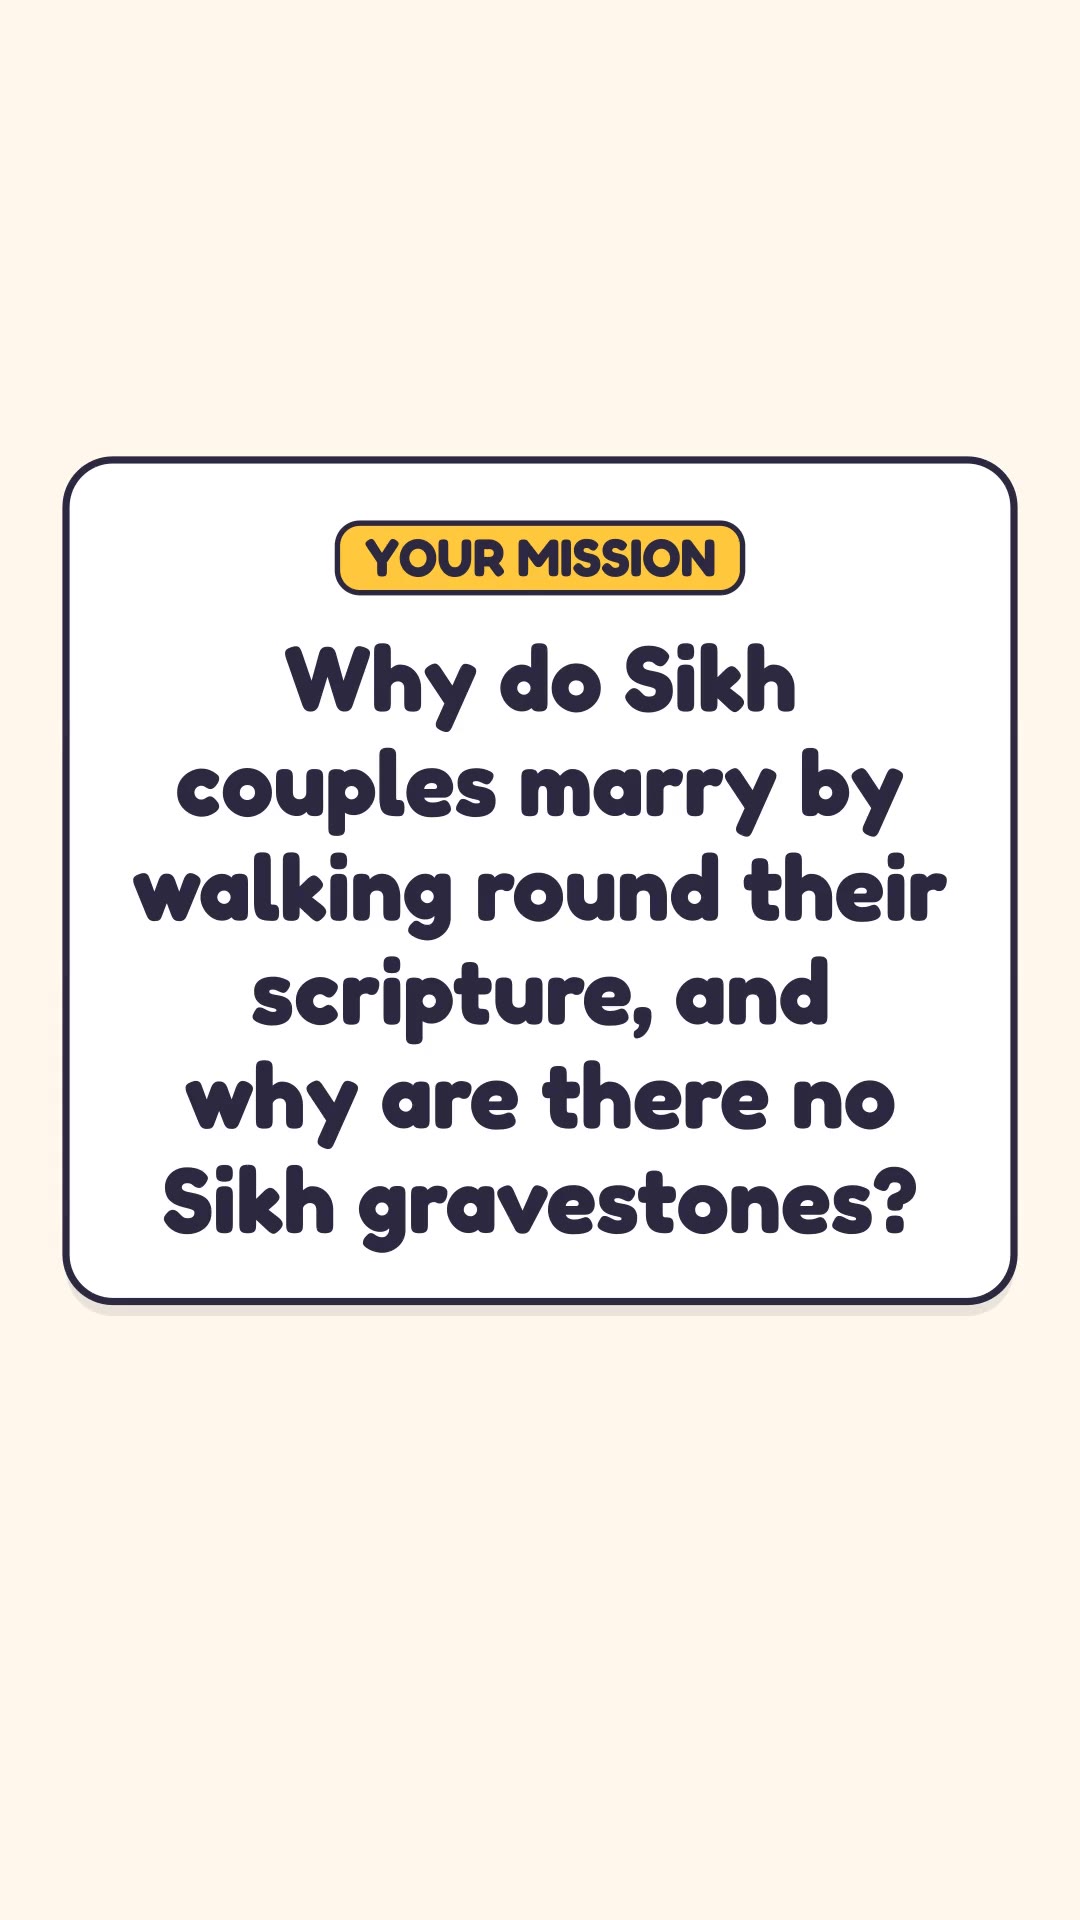 YOUR MISSION
Why do Sikh
couples marry by
walking round their
scripture, and
why are there no
Sikh gravestones?